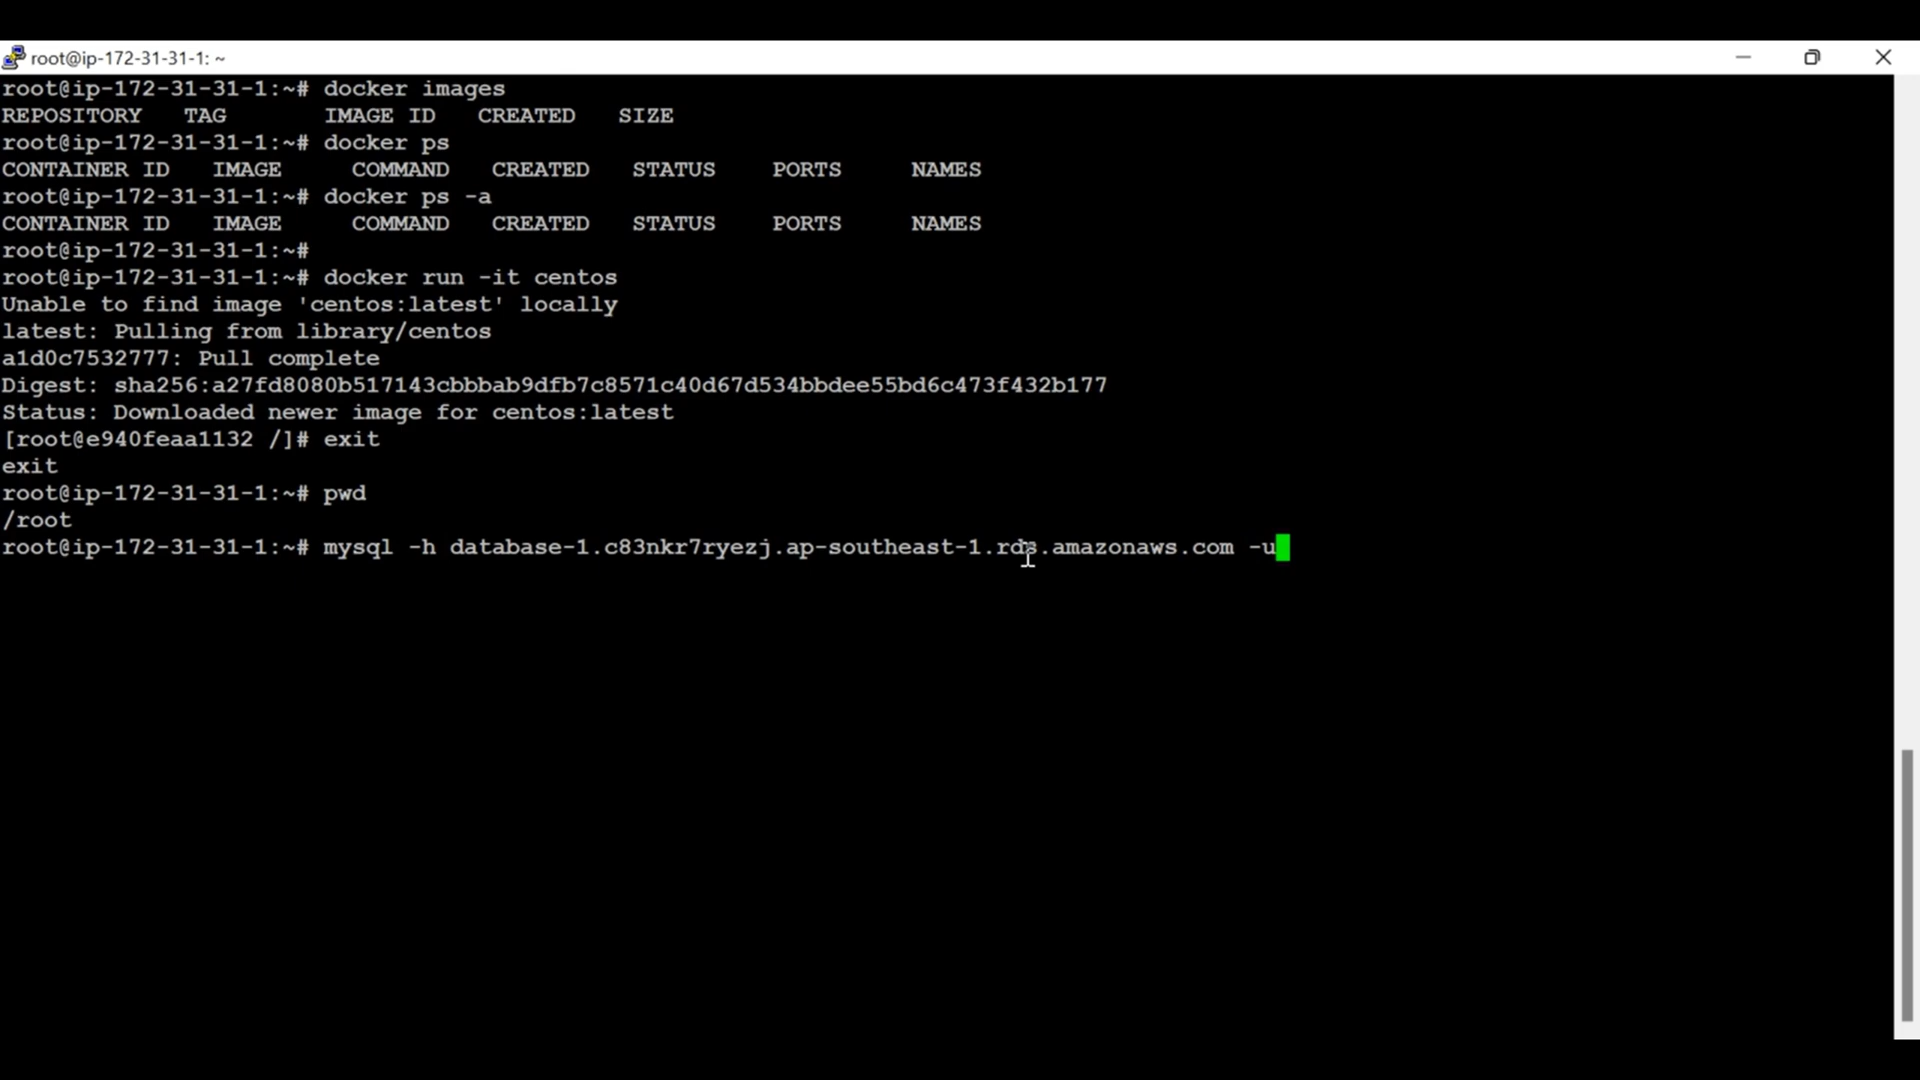 root@ip-172-31-31-1: ~
root@ip-172-31-31-1:~# docker images
REPOSITORY   TAG       IMAGE ID   CREATED   SIZE
root@ip-172-31-31-1:~# docker ps
CONTAINER ID   IMAGE     COMMAND   CREATED   STATUS    PORTS     NAMES
root@ip-172-31-31-1:~# docker ps -a
CONTAINER ID   IMAGE     COMMAND   CREATED   STATUS    PORTS     NAMES
root@ip-172-31-31-1:~#
root@ip-172-31-31-1:~# docker run -it centos
Unable to find image 'centos:latest' locally
latest: Pulling from library/centos
a1d0c7532777: Pull complete
Digest: sha256:a27fd8080b517143cbbbab9dfb7c8571c40d67d534bbdee55bd6c473f432b177
Status: Downloaded newer image for centos:latest
[root@e940feaa1132 /]# exit
exit
root@ip-172-31-31-1:~# pwd
/root
root@ip-172-31-31-1:~# mysql -h database-1.c83nkr7ryezj.ap-southeast-1.rds.amazonaws.com -u